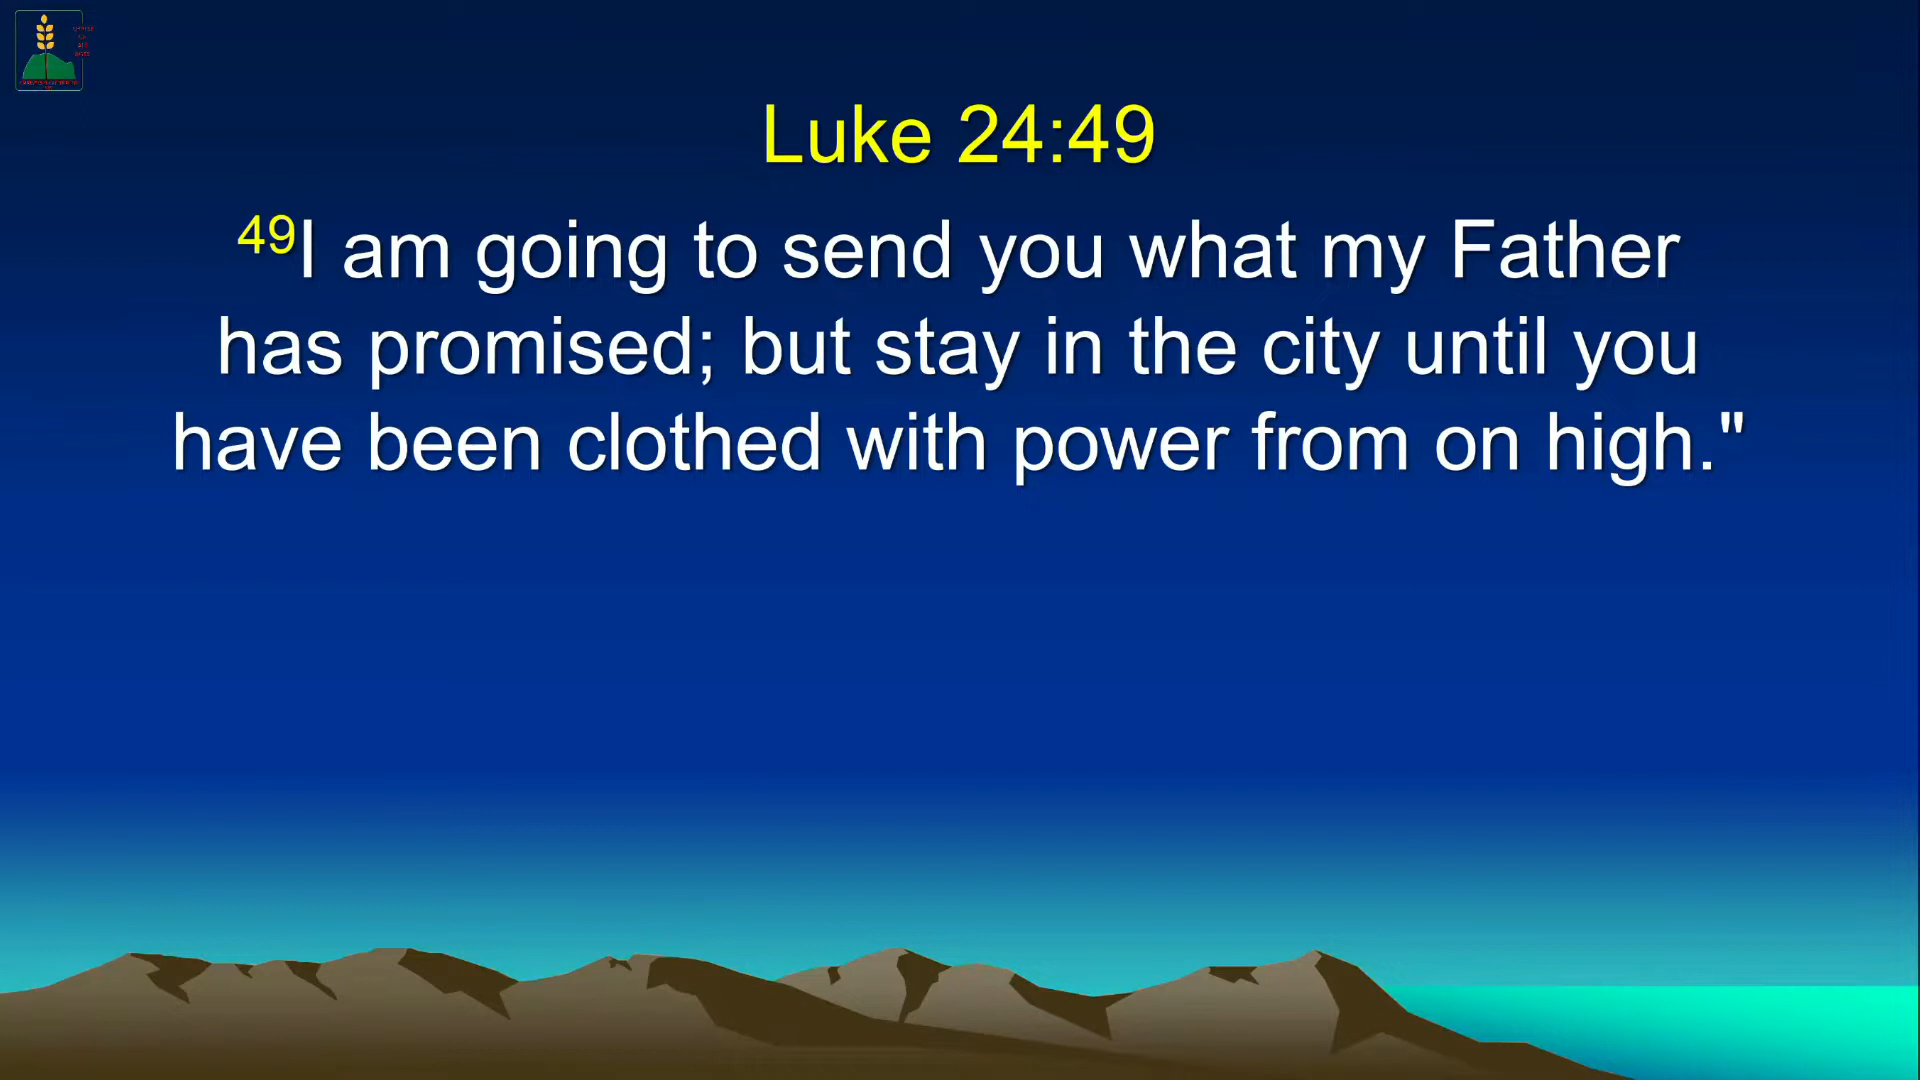 Luke 24:49
49I am going to send you what my Father
has promised; but stay in the city until you
have been clothed with power from on high."